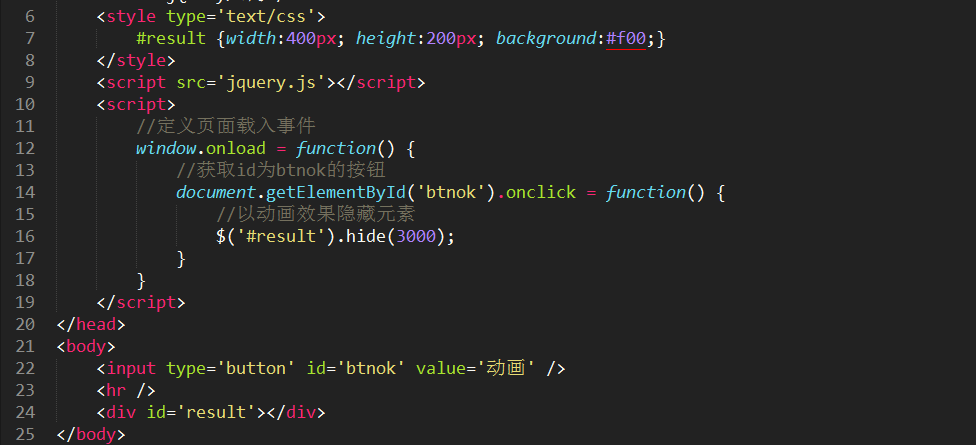 6 <style type='text/css'>
7 #result {width:400px; height:200px; background:#f00;}
8 </style>
9 <script src='jquery.js'></script>
10 <script>
11 //定义页面载入事件
12 window.onload = function() {
13 //获取id为btnok的按钮
14 document.getElementById('btnok').onclick = function() {
15 //以动画效果隐藏元素
16 $('#result').hide(3000);
17 }
18 }
19 </script>
20 </head>
21 <body>
22 <input type='button' id='btnok' value='动画' />
23 <hr />
24 <div id='result'></div>
25 </body>